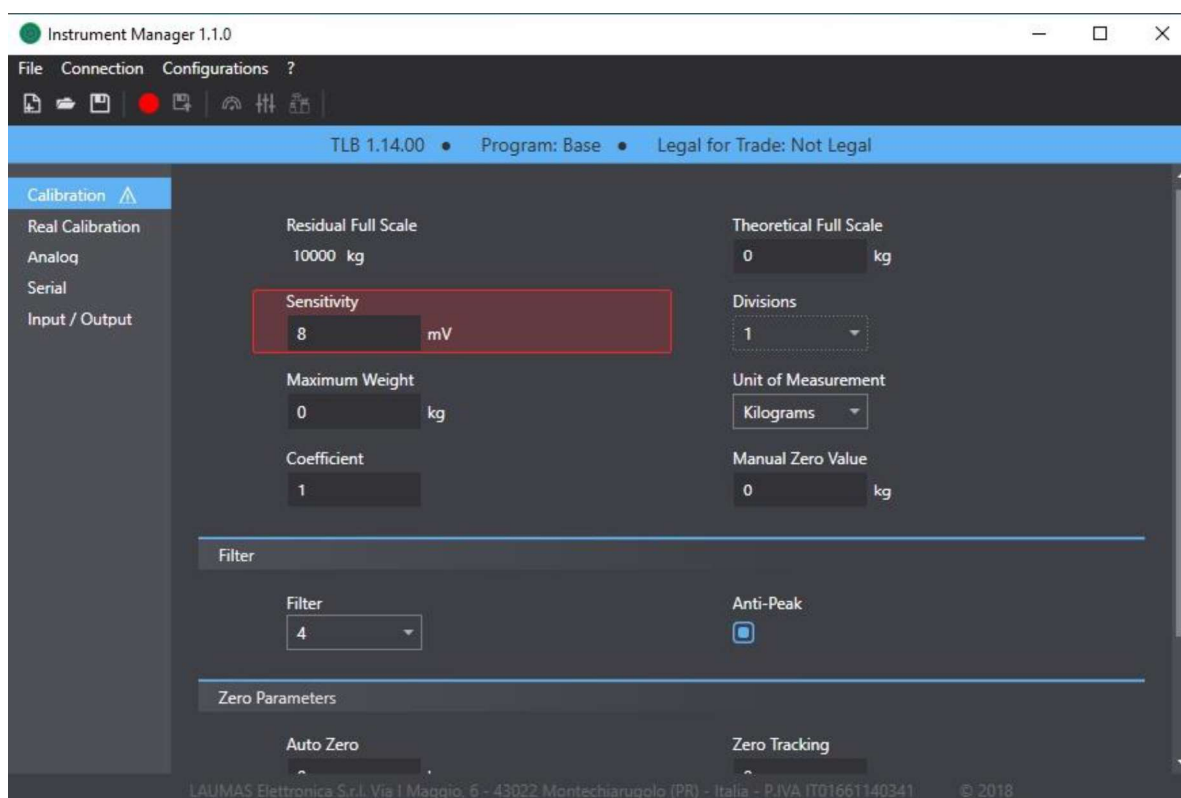 Instrument Manager 1.1.0
File Connection Configurations ?
TLB 1.14.00 ● Program: Base ● Legal for Trade: Not Legal
Calibration
Real Calibration
Analog
Serial
Input / Output
Residual Full Scale
10000 kg
Theoretical Full Scale
0 kg
Sensitivity
8 mV
Divisions
1
Maximum Weight
0 kg
Unit of Measurement
Kilograms
Coefficient
1
Manual Zero Value
0 kg
Filter
Filter
4
Anti-Peak
Zero Parameters
Auto Zero
Zero Tracking
LAUMAS Elettronica S.r.l. Via I Maggio, 6 - 43022 Montechiarugolo (PR) - Italia - P.IVA IT01661140341 © 2018